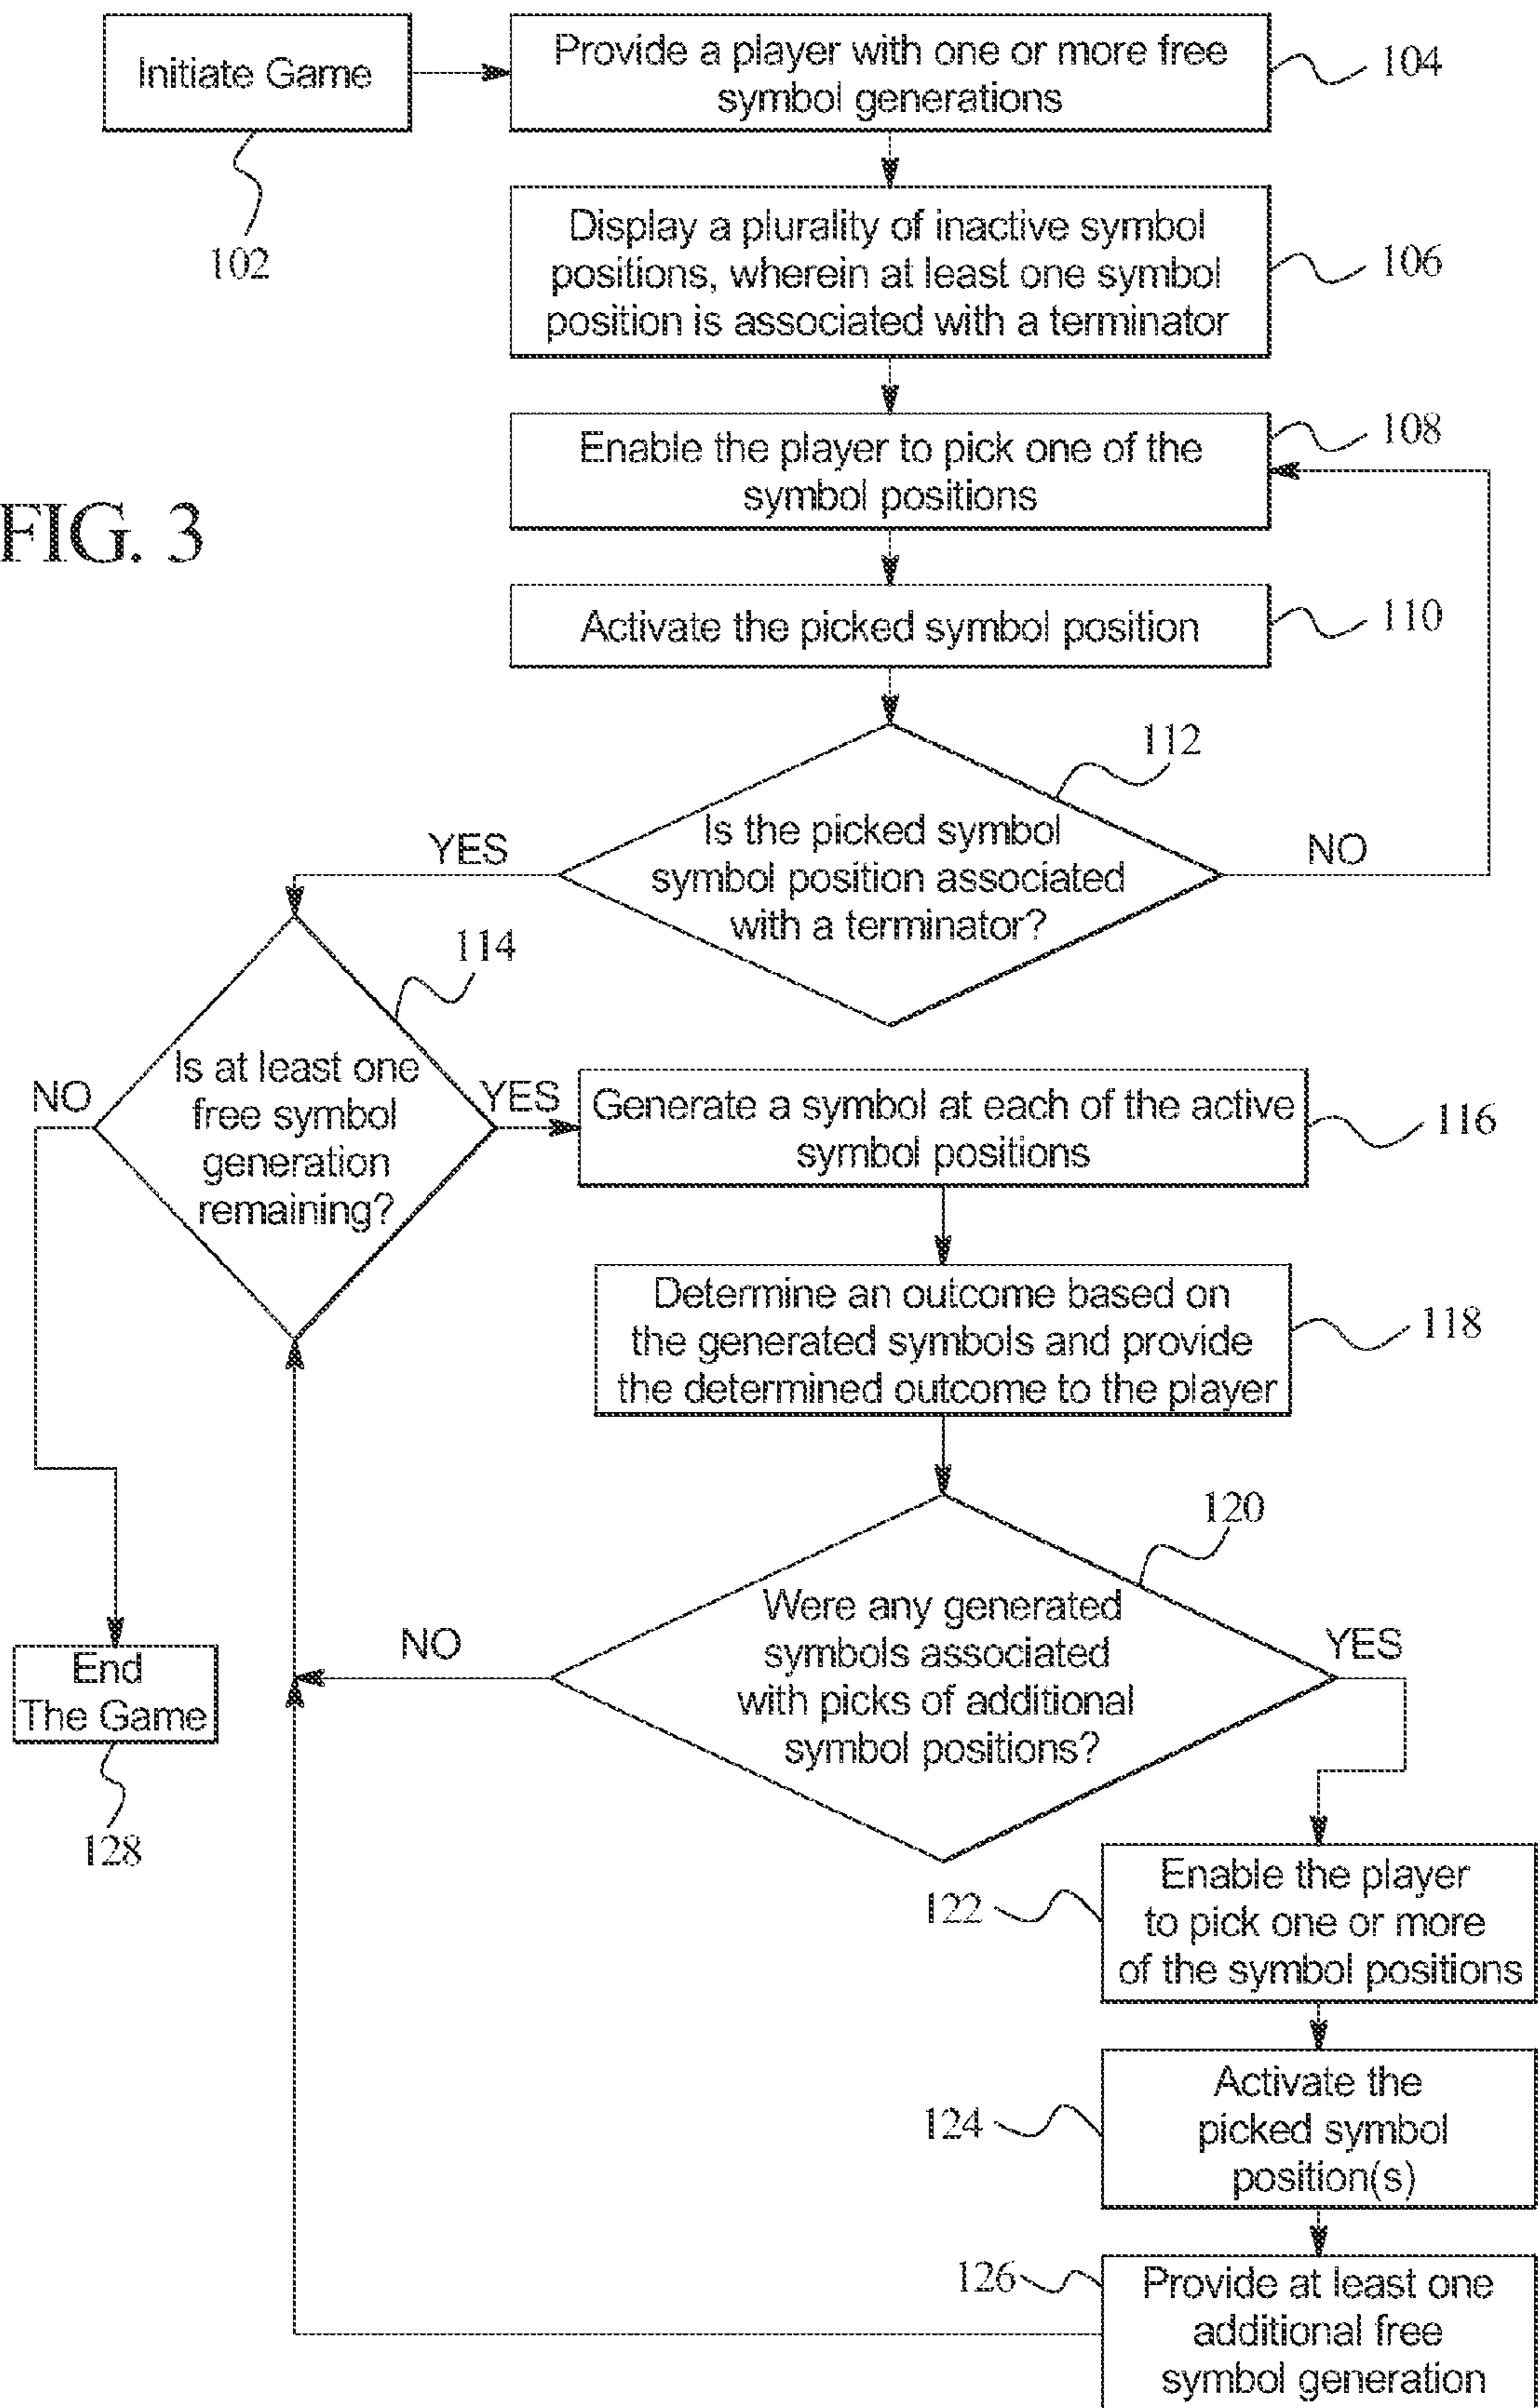 Initiate Game
102
Provide a player with one or more free
symbol generations
104
Display a plurality of inactive symbol
positions, wherein at least one symbol
position is associated with a terminator
106
FIG. 3
Enable the player to pick one of the
symbol positions
108
Activate the picked symbol position
110
112
Is the picked symbol
symbol position associated
with a terminator?
YES
NO
114
Is at least one
free symbol
generation
remaining?
NO
YES
Generate a symbol at each of the active
symbol positions
116
Determine an outcome based on
the generated symbols and provide
the determined outcome to the player
118
120
Were any generated
symbols associated
with picks of additional
symbol positions?
NO
YES
End
The Game
128
Enable the player
to pick one or more
of the symbol positions
122
Activate the
picked symbol
position(s)
124
Provide at least one
additional free
symbol generation
126